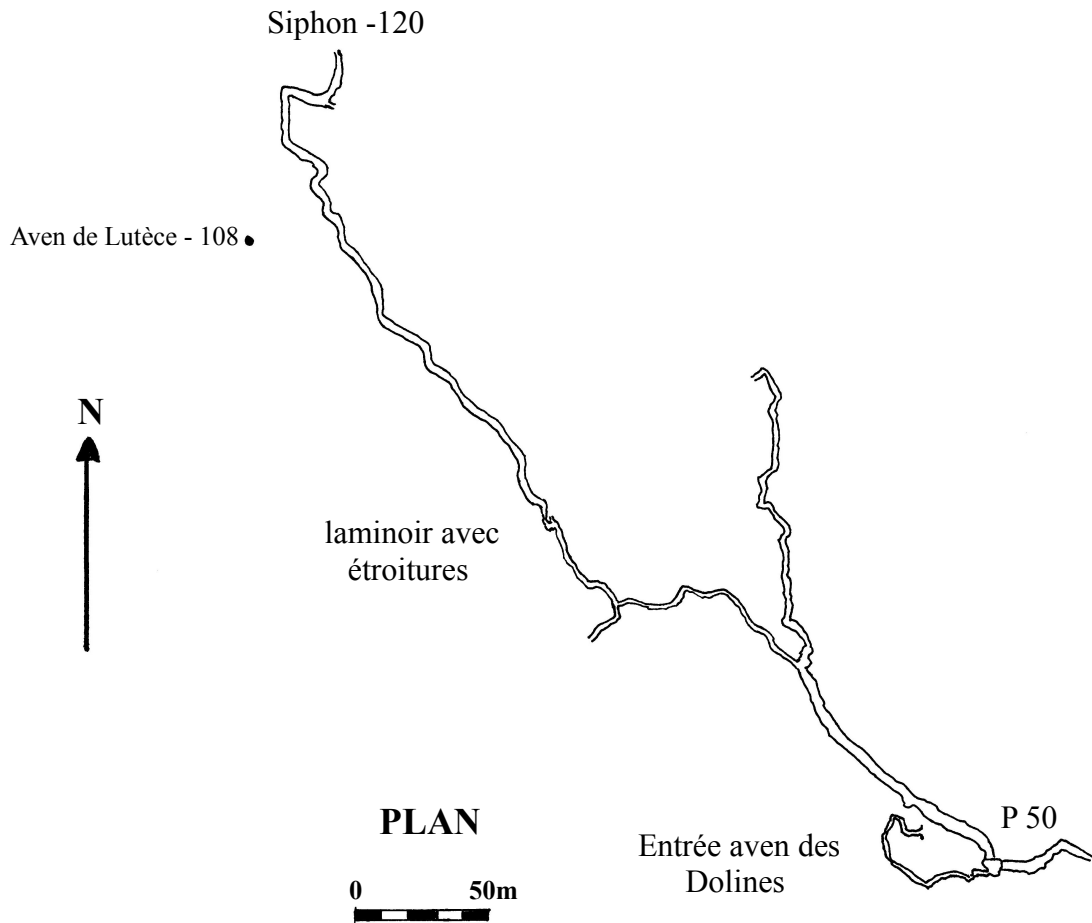 Siphon -120
Aven de Lutèce - 108
N
laminoir avec
étroitures
PLAN
0 50m
P 50
Entrée aven des
Dolines